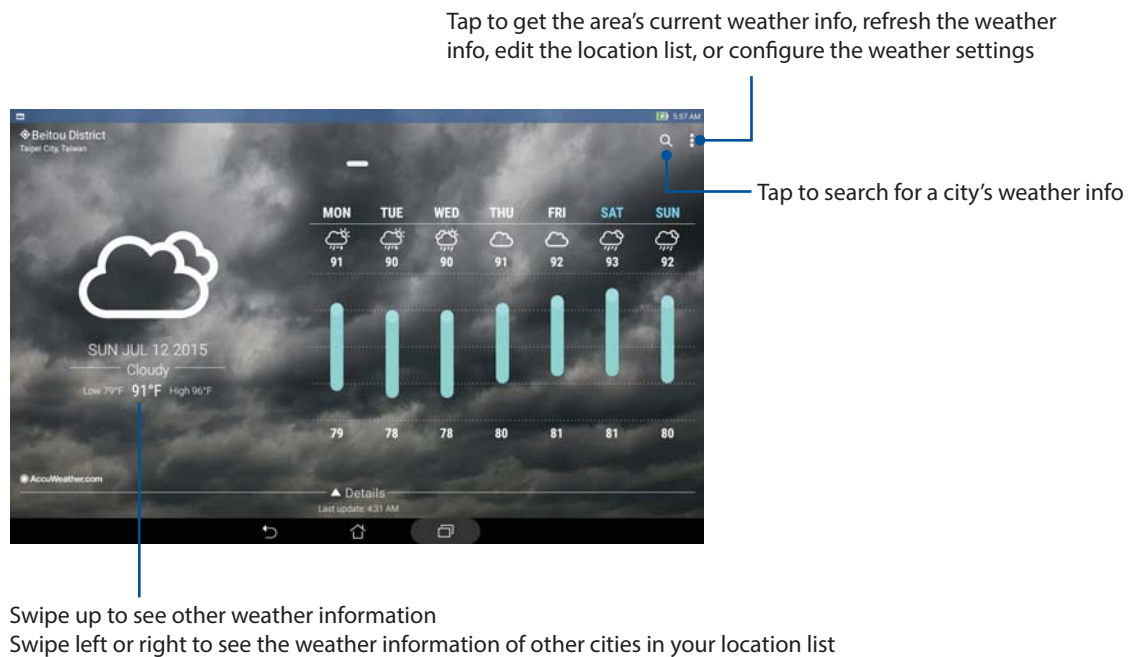 Tap to get the area's current weather info, refresh the weather
info, edit the location list, or configure the weather settings
5:57 AM
Beitou District
Taipei City, Taiwan
Tap to search for a city's weather info
MON TUE WED THU FRI SAT SUN
91 90 90 91 92 93 92
SUN JUL 12 2015
Cloudy
Low 79°F 91°F High 96°F
79 78 78 80 81 81 80
AccuWeather.com
Details
Last update 4:31 AM
Swipe up to see other weather information
Swipe left or right to see the weather information of other cities in your location list